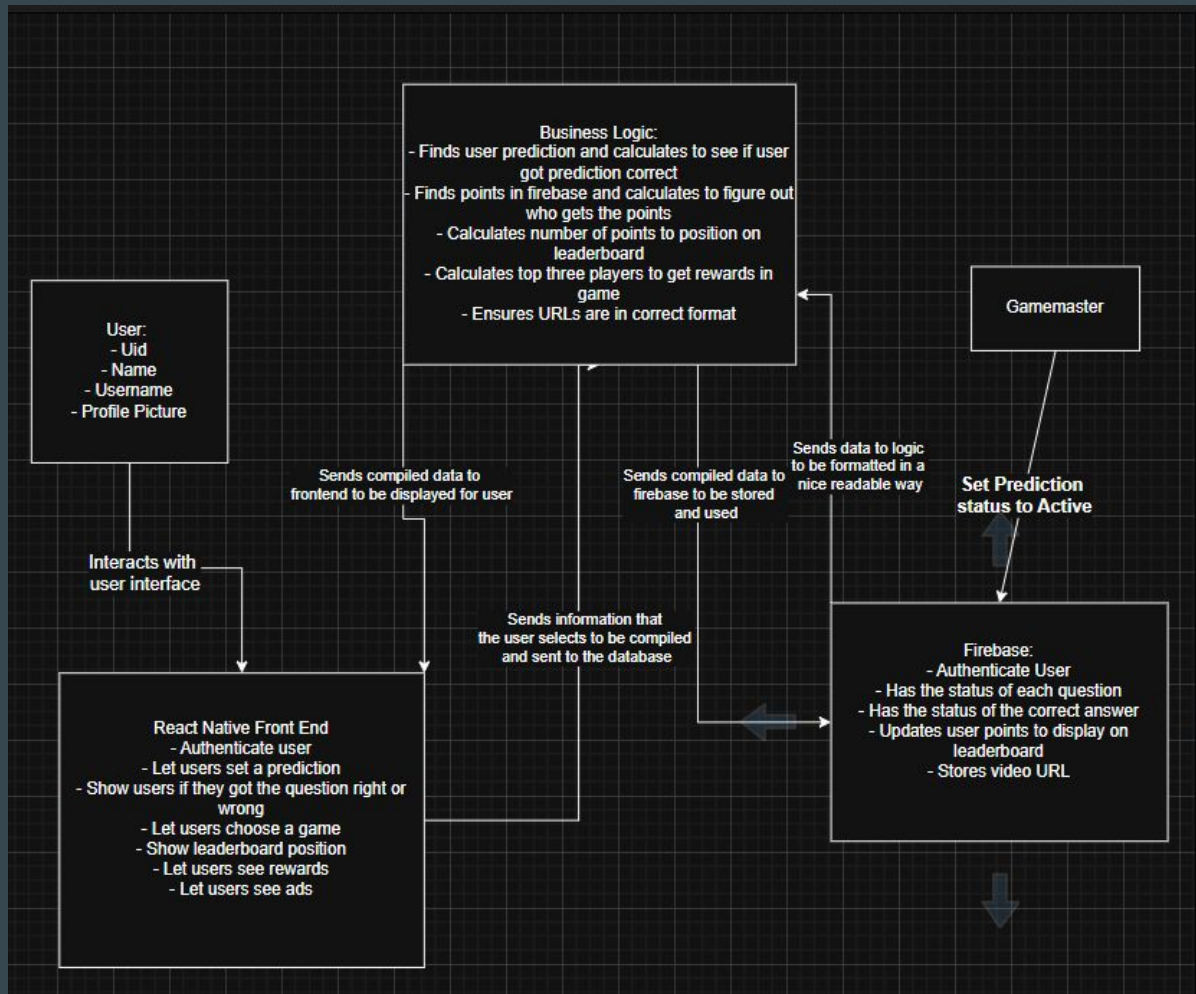 Business Logic:
- Finds user prediction and calculates to see if user
got prediction correct
- Finds points in firebase and calculates to figure out
who gets the points
- Calculates number of points to position on
leaderboard
- Calculates top three players to get rewards in
game
- Ensures URLs are in correct format
Gamemaster
User:
- Uid
- Name
- Username
- Profile Picture
Sends compiled data to
frontend to be displayed for user
Sends compiled data to
firebase to be stored
and used
Sends data to logic
to be formatted in a
nice readable way
Set Prediction
status to Active
Interacts with
user interface
Sends information that
the user selects to be compiled
and sent to the database
Firebase:
- Authenticate User
- Has the status of each question
- Has the status of the correct answer
- Updates user points to display on
leaderboard
- Stores video URL
React Native Front End
- Authenticate user
- Let users set a prediction
- Show users if they got the question right or
wrong
- Let users choose a game
- Show leaderboard position
- Let users see rewards
- Let users see ads